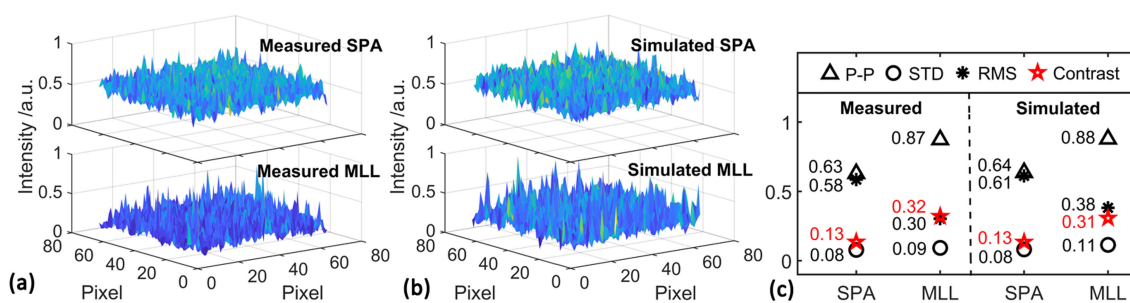 Measured SPA
1
0.5
0
Measured MLL
1
0.5
0
Intensity /a.u.
80 60 40 20 0
0 20 40 60 80
Pixel Pixel
(a)
Simulated SPA
1
0.5
0
Simulated MLL
1
0.5
0
80 60 40 20 0
0 20 40 60 80
Pixel Pixel
(b)
P-P STD RMS Contrast
Measured Simulated
1
0.5
0
0.63
0.58
0.13
0.08
0.87
0.32
0.30
0.09
0.64
0.61
0.13
0.08
0.88
0.38
0.31
0.11
SPA MLL SPA MLL
(c)